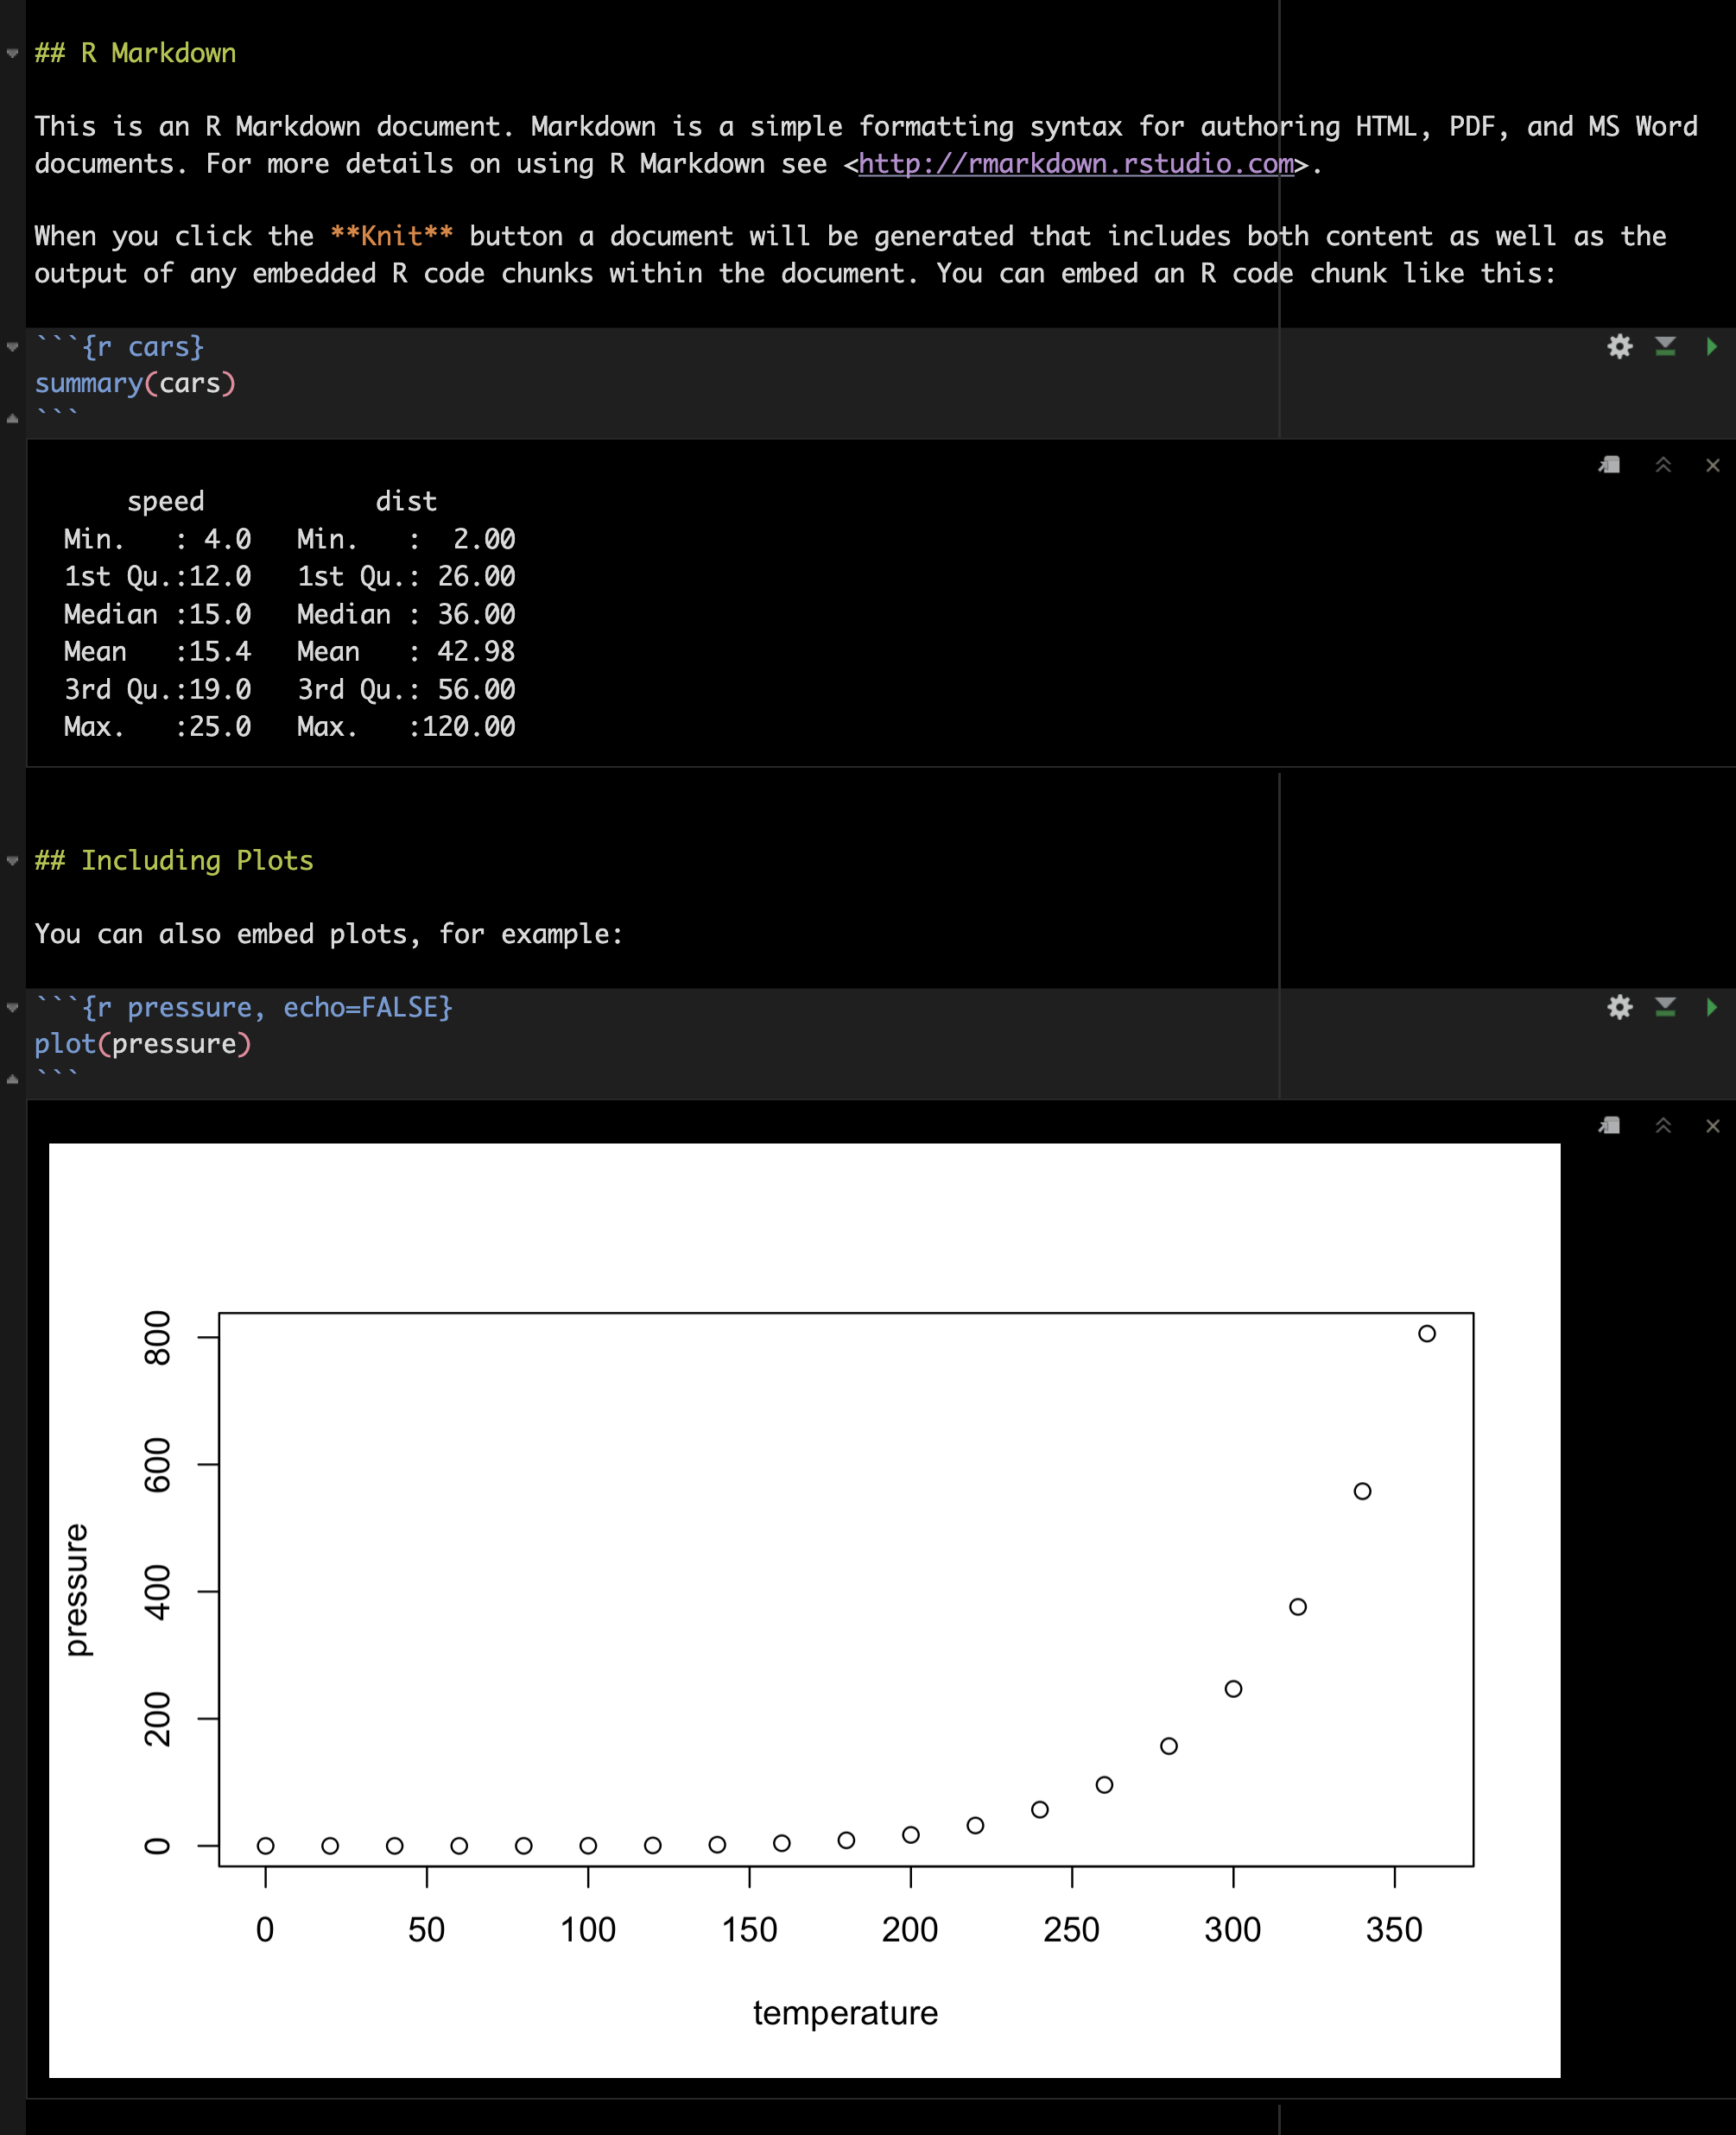 ## R Markdown
This is an R Markdown document. Markdown is a simple formatting syntax for authoring HTML, PDF, and MS Word
documents. For more details on using R Markdown see <http://rmarkdown.rstudio.com>.
When you click the **Knit** button a document will be generated that includes both content as well as the
output of any embedded R code chunks within the document. You can embed an R code chunk like this:
```{r cars}
summary(cars)
```
speed dist
Min. : 4.0 Min. : 2.00
1st Qu.:12.0 1st Qu.: 26.00
Median :15.0 Median : 36.00
Mean :15.4 Mean : 42.98
3rd Qu.:19.0 3rd Qu.: 56.00
Max. :25.0 Max. :120.00
## Including Plots
You can also embed plots, for example:
```{r pressure, echo=FALSE}
plot(pressure)
```
800
600
400
200
0
pressure
0 50 100 150 200 250 300 350
temperature